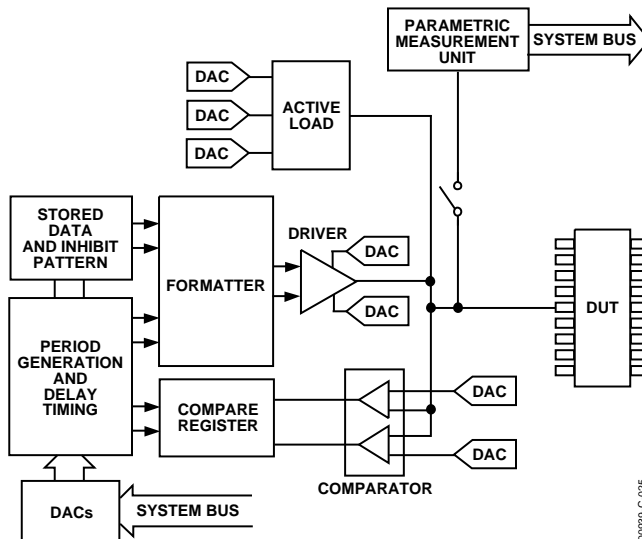 PARAMETRIC
MEASUREMENT
UNIT
SYSTEM BUS
DAC
DAC
DAC
ACTIVE
LOAD
STORED
DATA
AND INHIBIT
PATTERN
FORMATTER
DRIVER
DAC
DAC
DUT
PERIOD
GENERATION
AND
DELAY
TIMING
COMPARE
REGISTER
DAC
DAC
COMPARATOR
DACs
SYSTEM BUS